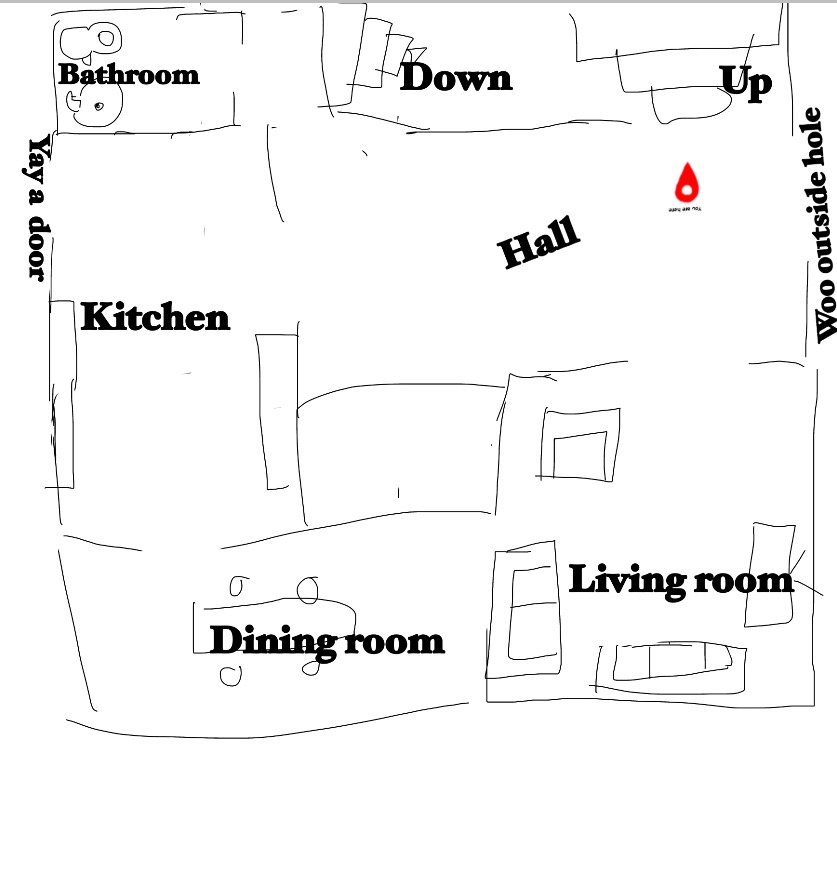 Bathroom
Down
Up
Yay a door
Woo outside hole
You are here
Hall
Kitchen
Living room
Dining room